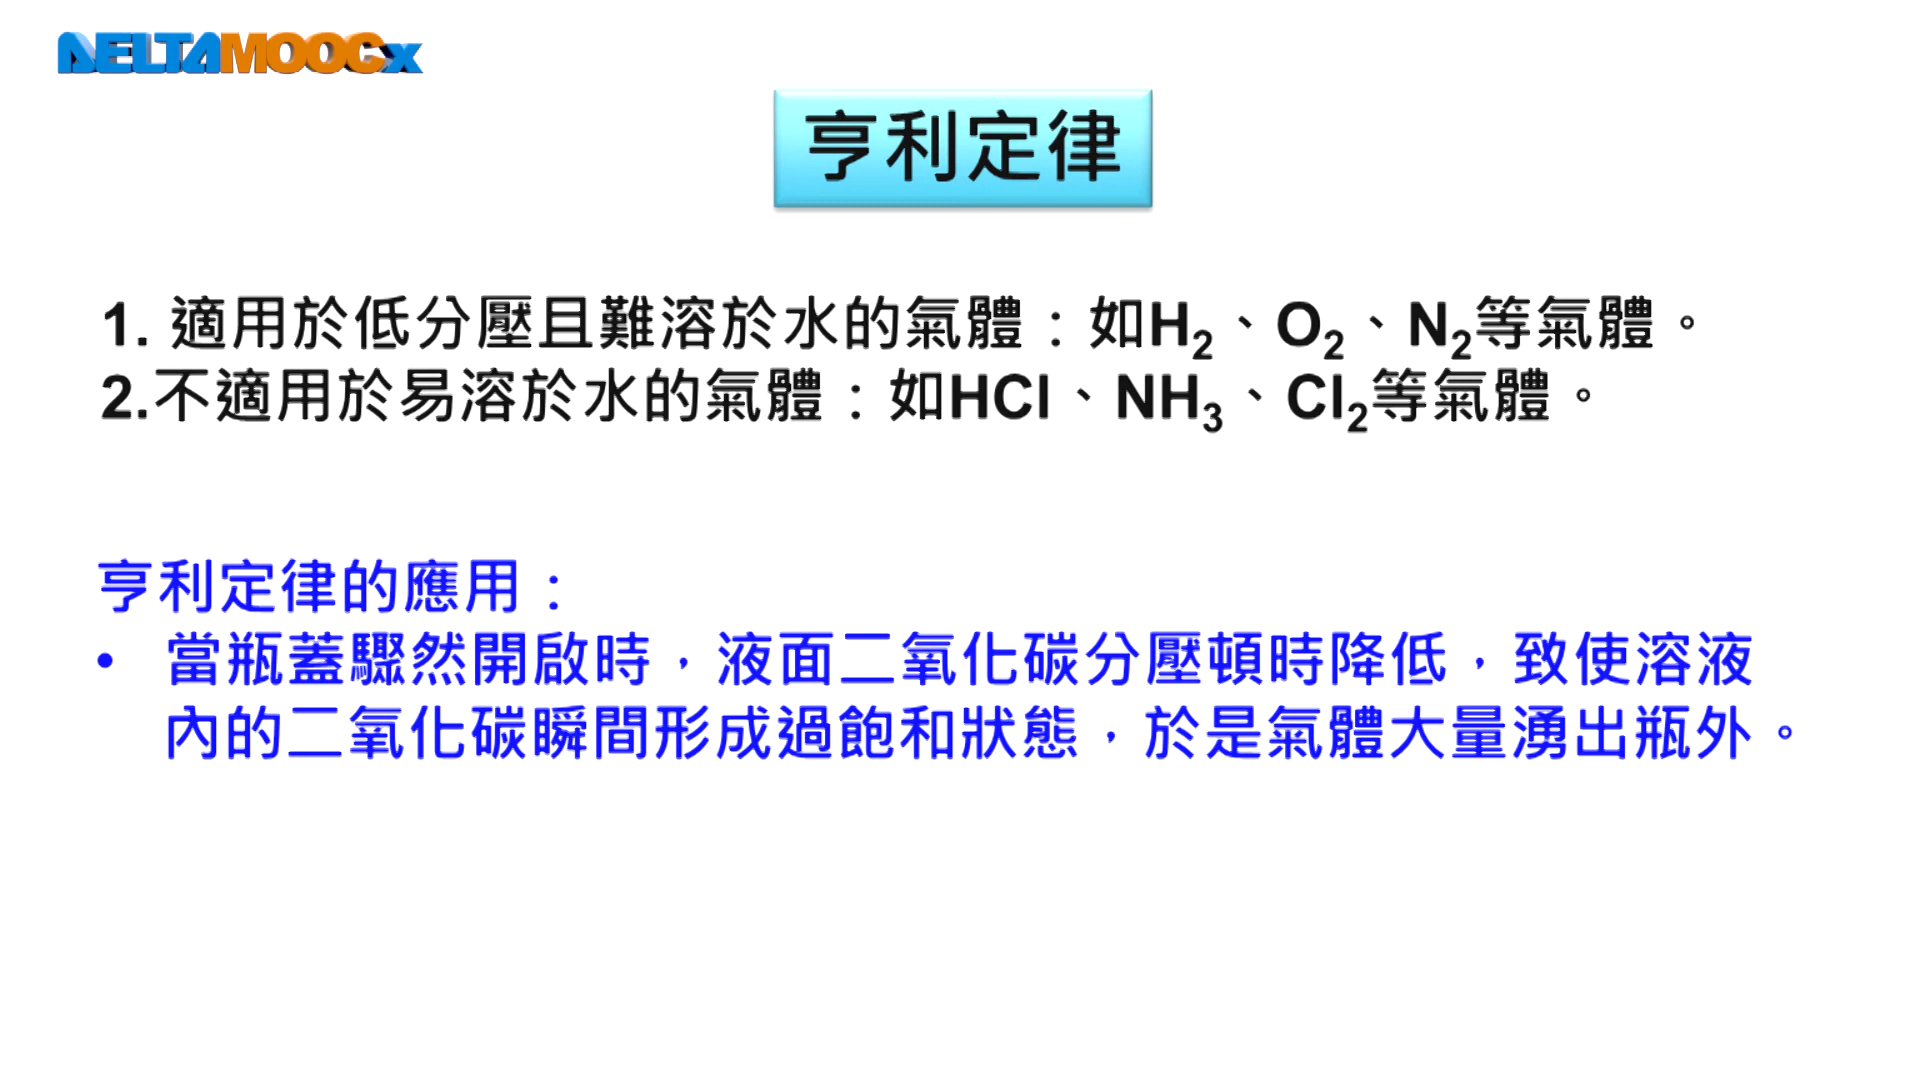 DELTAMOOCx
亨利定律
1. 適用於低分壓且難溶於水的氣體：如H₂、O₂、N₂等氣體。
2.不適用於易溶於水的氣體：如HCl、NH₃、Cl₂等氣體。
亨利定律的應用：
• 當瓶蓋驟然開啟時，液面二氧化碳分壓頓時降低，致使溶液
內的二氧化碳瞬間形成過飽和狀態，於是氣體大量湧出瓶外。